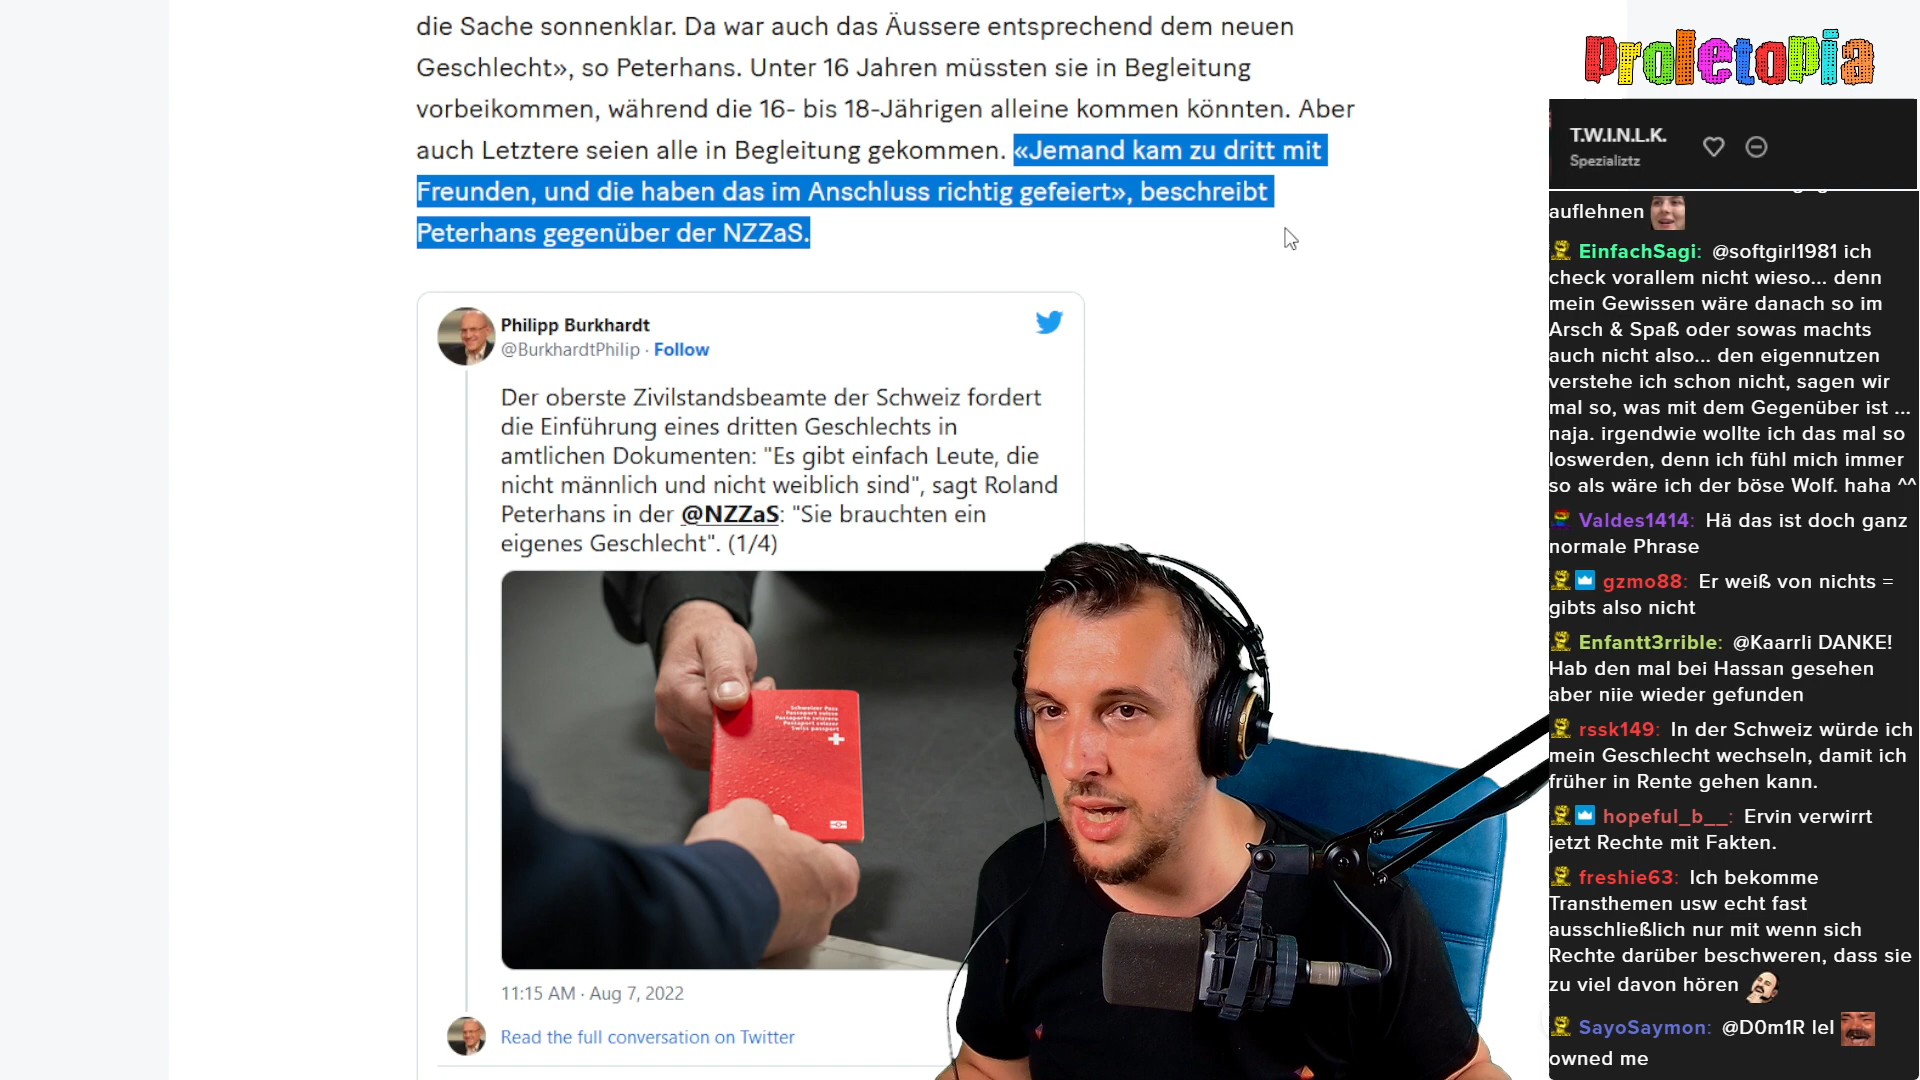 die Sache sonnenklar. Da war auch das Äussere entsprechend dem neuen
Geschlecht», so Peterhans. Unter 16 Jahren müssten sie in Begleitung
vorbeikommen, während die 16- bis 18-Jährigen alleine kommen könnten. Aber
auch Letztere seien alle in Begleitung gekommen. «Jemand kam zu dritt mit
Freunden, und die haben das im Anschluss richtig gefeiert», beschreibt
Peterhans gegenüber der NZZaS.
Philipp Burkhardt
@BurkhardtPhilip · Follow
Der oberste Zivilstandsbeamte der Schweiz fordert
die Einführung eines dritten Geschlechts in
amtlichen Dokumenten: "Es gibt einfach Leute, die
nicht männlich und nicht weiblich sind", sagt Roland
Peterhans in der @NZZaS: "Sie brauchten ein
eigenes Geschlecht". (1/4)
Schweizer Pass
Passeport suisse
Passaporto svizzero
Passaport svizzer
Swiss passport
11:15 AM · Aug 7, 2022
Read the full conversation on Twitter
proletopia
T.W.I.N.L.K.
Spezializtz
auflehnen
EinfachSagi: @softgirl1981 ich
check vorallem nicht wieso... denn
mein Gewissen wäre danach so im
Arsch & Spaß oder sowas machts
auch nicht also... den eigennutzen
verstehe ich schon nicht, sagen wir
mal so, was mit dem Gegenüber ist ...
naja. irgendwie wollte ich das mal so
loswerden, denn ich fühl mich immer
so als wäre ich der böse Wolf. haha ^^
Valdes1414: Hä das ist doch ganz
normale Phrase
gzmo88: Er weiß von nichts =
gibts also nicht
Enfantt3rrible: @Kaarrli DANKE!
Hab den mal bei Hassan gesehen
aber niie wieder gefunden
rssk149: In der Schweiz würde ich
mein Geschlecht wechseln, damit ich
früher in Rente gehen kann.
hopeful_b__: Ervin verwirrt
jetzt Rechte mit Fakten.
freshie63: Ich bekomme
Transthemen usw echt fast
ausschließlich nur mit wenn sich
Rechte darüber beschweren, dass sie
zu viel davon hören
SayoSaymon: @D0m1R lel
owned me